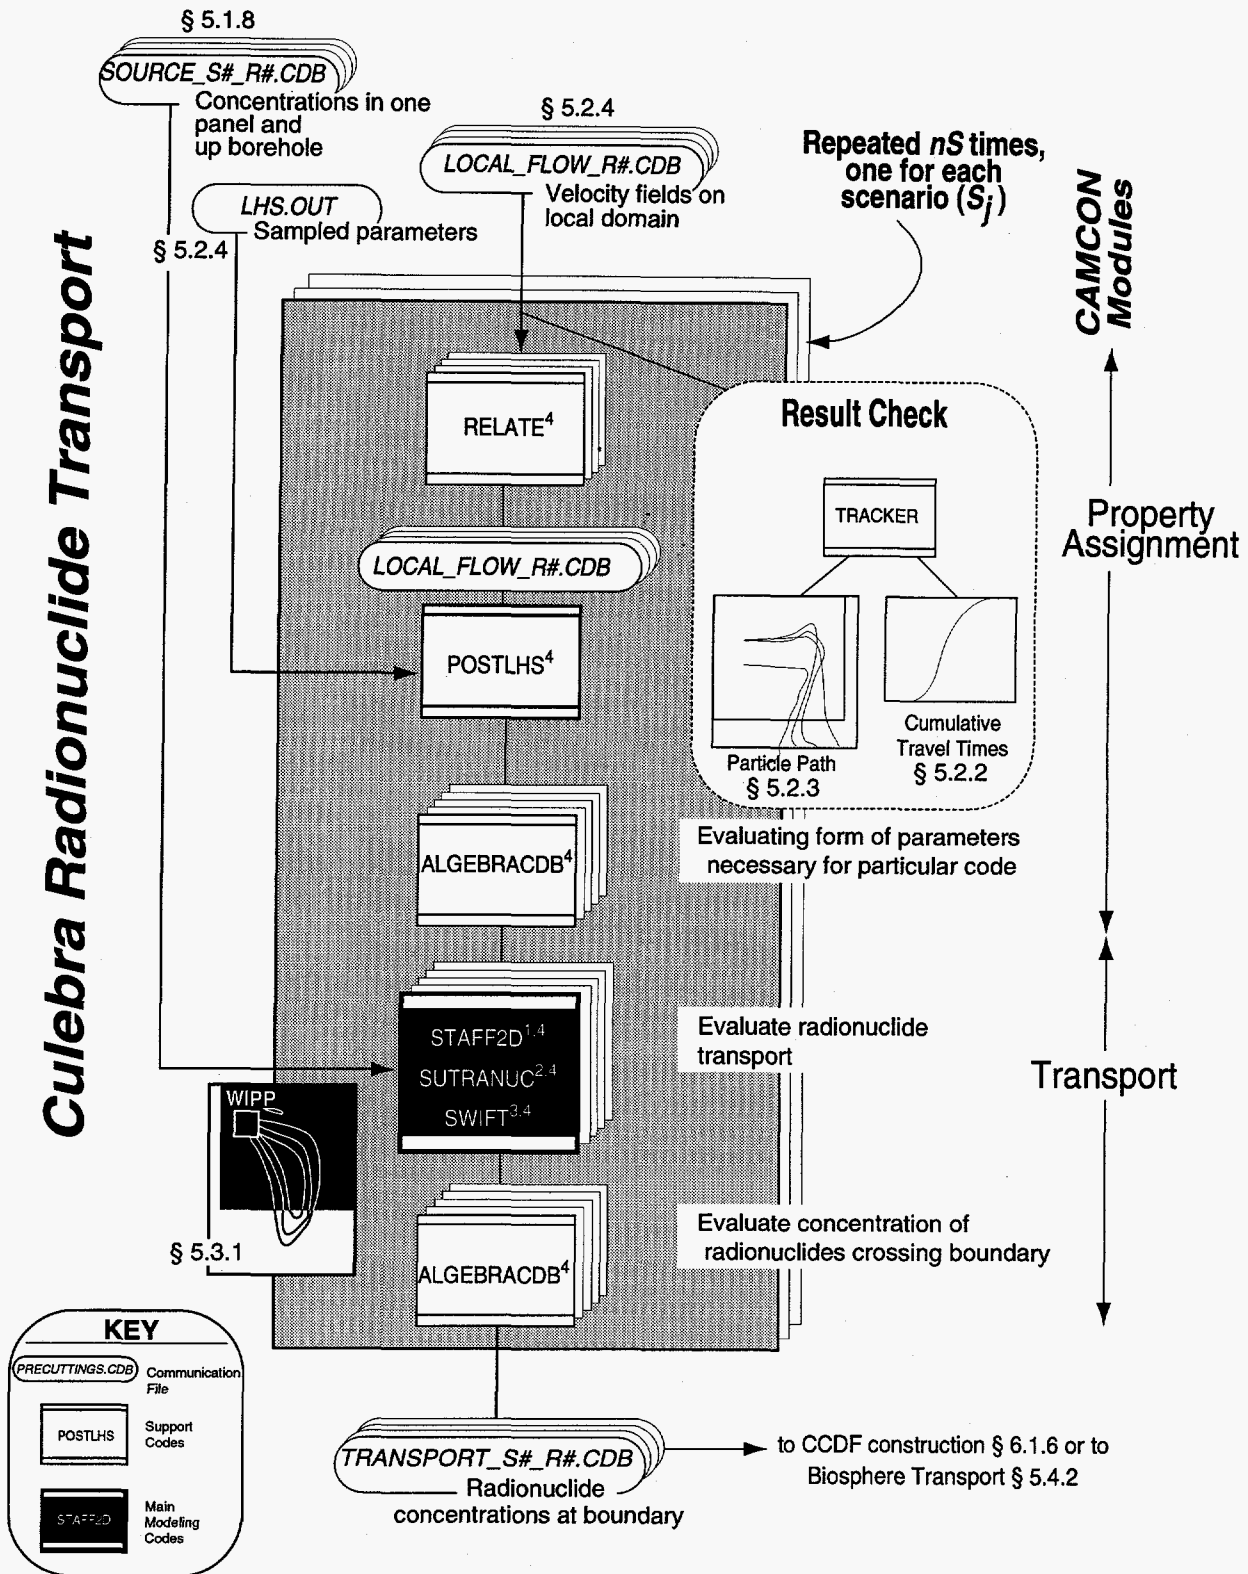 § 5.1.8
SOURCE_S#_R#.CDB
Concentrations in one
panel and
up borehole
§ 5.2.4
LOCAL_FLOW_R#.CDB
Velocity fields on
local domain
LHS.OUT
Sampled parameters
§ 5.2.4
Repeated nS times,
one for each
scenario (Sj)
CAMCON
Modules
Culebra Radionuclide Transport
RELATE4
LOCAL_FLOW_R#.CDB
POSTLHS4
ALGEBRACDB4
Result Check
TRACKER
Particle Path
§ 5.2.3
Cumulative
Travel Times
§ 5.2.2
Property
Assignment
Evaluating form of parameters
necessary for particular code
STAFF2D1.4
SUTRANUC2.4
SWIFT3.4
Evaluate radionuclide
transport
Transport
WIPP
§ 5.3.1
ALGEBRACDB4
Evaluate concentration of
radionuclides crossing boundary
TRANSPORT_S#_R#.CDB
Radionuclide
concentrations at boundary
to CCDF construction § 6.1.6 or to
Biosphere Transport § 5.4.2
KEY
PRECUTTINGS.CDB
Communication
File
POSTLHS
Support
Codes
STAFF2D
Main
Modeling
Codes